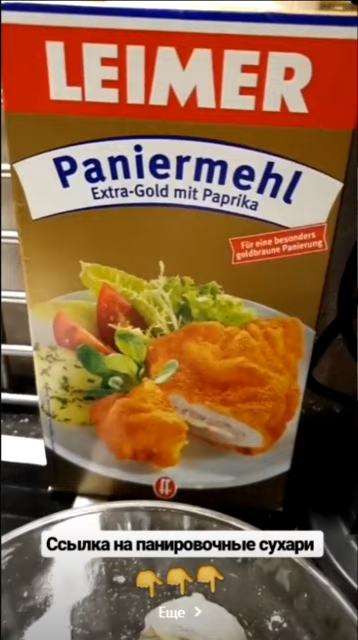 LEIMER
Paniermehl
Extra-Gold mit Paprika
Für eine besonders
goldbraune Panierung
Ссылка на панировочные сухари
👇👇👇
Еще >